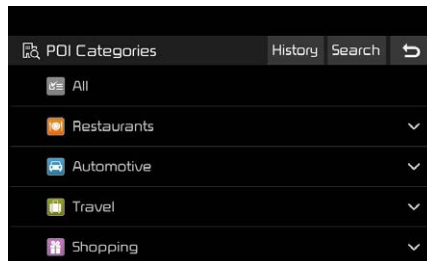 POI Categories History Search
All
Restaurants
Automotive
Travel
Shopping